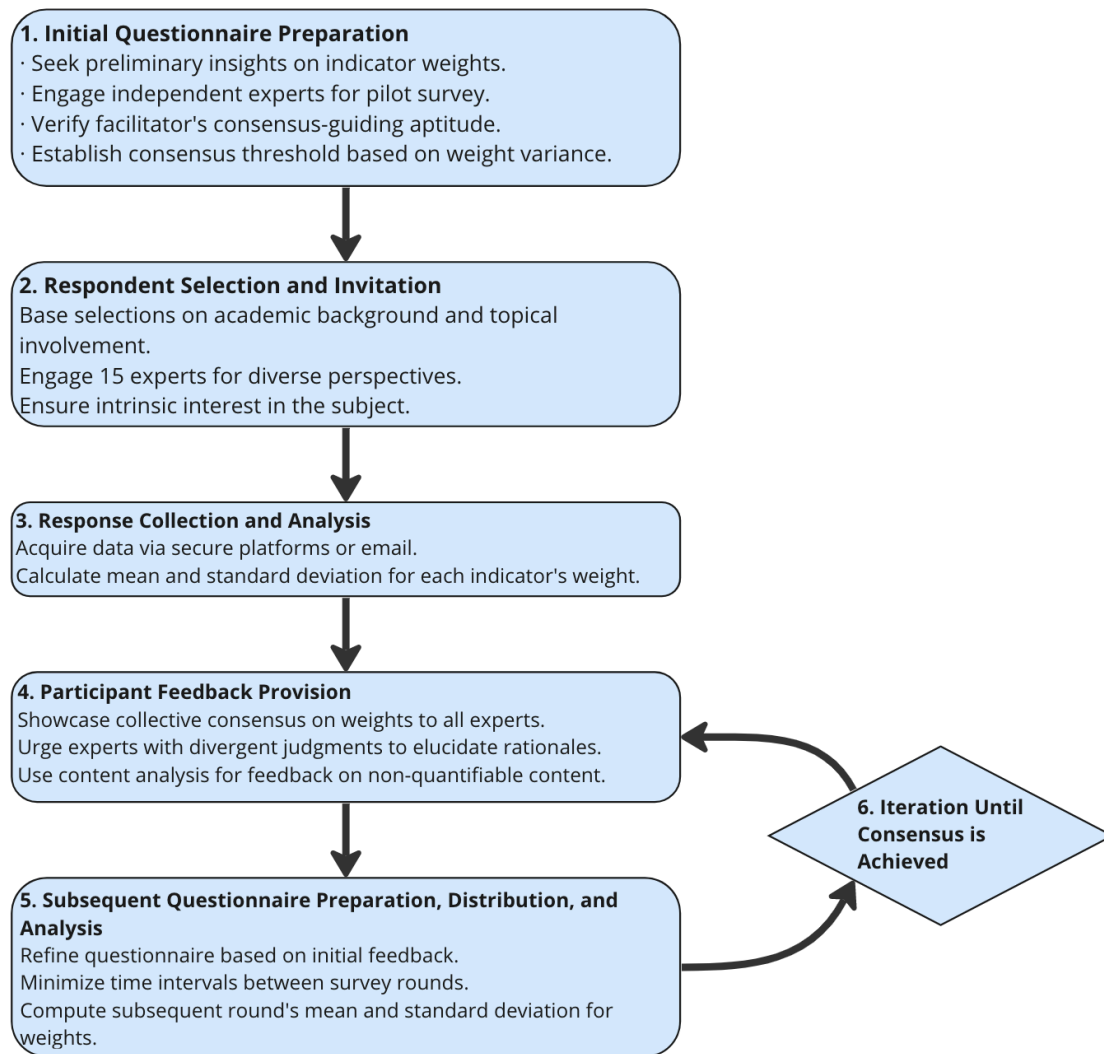 1. Initial Questionnaire Preparation
· Seek preliminary insights on indicator weights.
· Engage independent experts for pilot survey.
· Verify facilitator's consensus-guiding aptitude.
· Establish consensus threshold based on weight variance.
2. Respondent Selection and Invitation
Base selections on academic background and topical
involvement.
Engage 15 experts for diverse perspectives.
Ensure intrinsic interest in the subject.
3. Response Collection and Analysis
Acquire data via secure platforms or email.
Calculate mean and standard deviation for each indicator's weight.
4. Participant Feedback Provision
Showcase collective consensus on weights to all experts.
Urge experts with divergent judgments to elucidate rationales.
Use content analysis for feedback on non-quantifiable content.
5. Subsequent Questionnaire Preparation, Distribution, and
Analysis
Refine questionnaire based on initial feedback.
Minimize time intervals between survey rounds.
Compute subsequent round's mean and standard deviation for
weights.
6. Iteration Until
Consensus is
Achieved